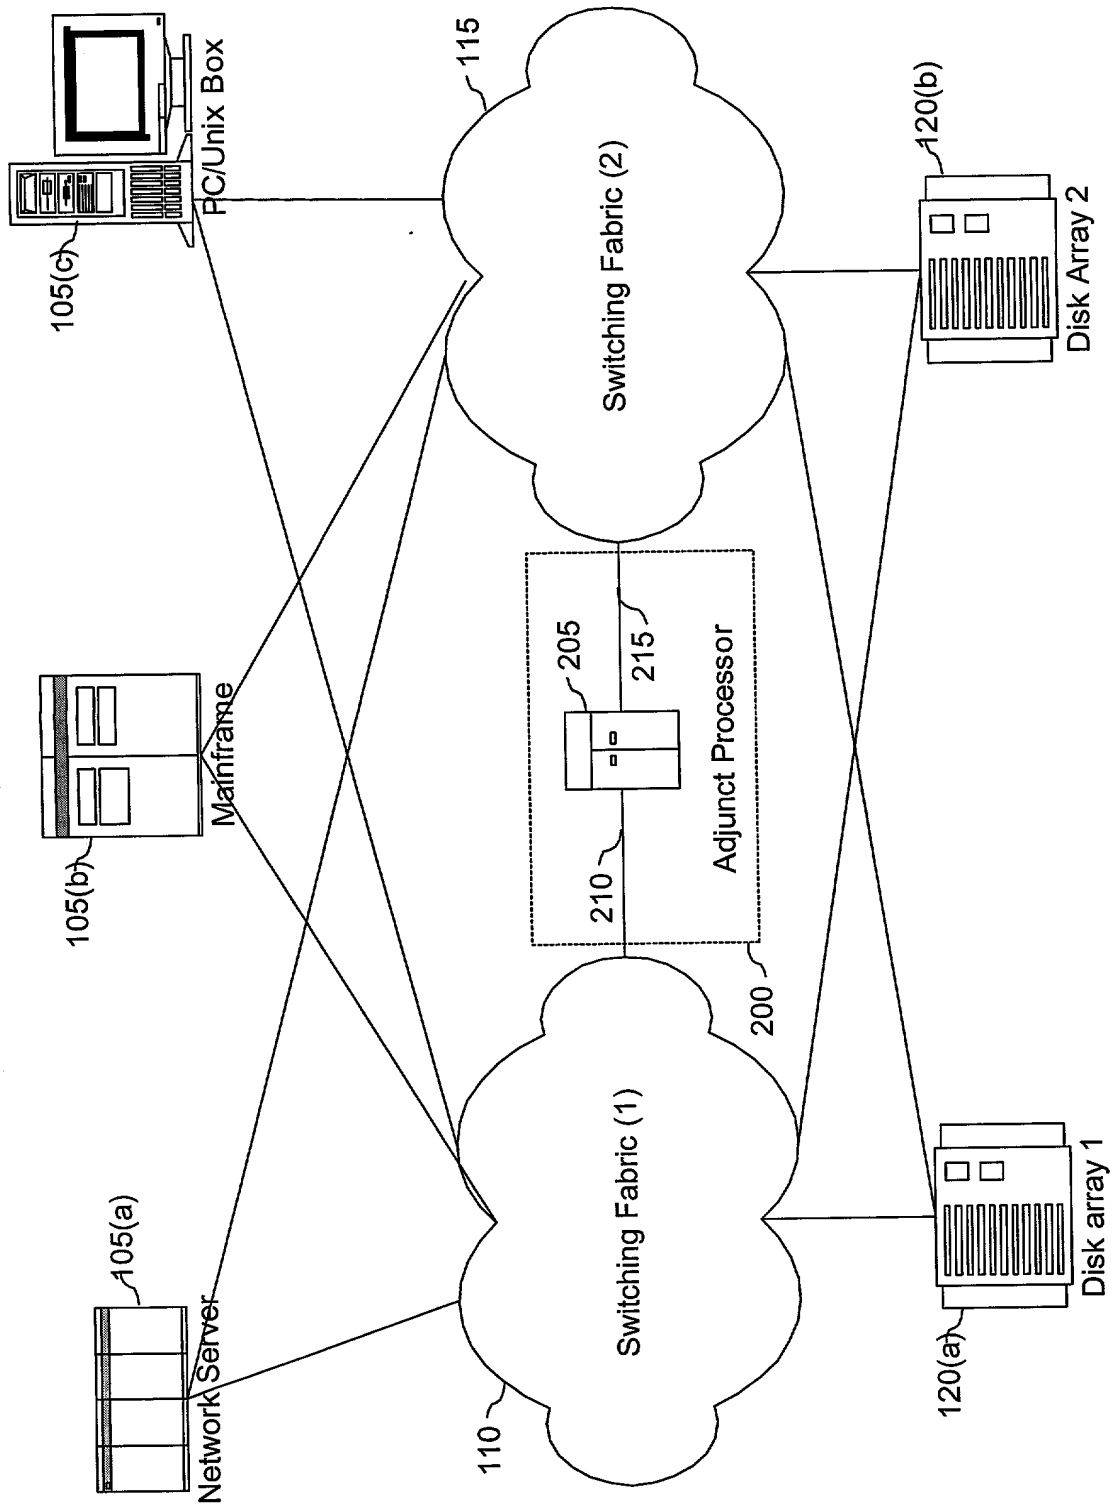 105(a)
Network Server
105(b)
Mainframe
105(c)
PC/Unix Box
110
Switching Fabric (1)
210
205
215
Adjunct Processor
200
115
Switching Fabric (2)
120(a)
Disk array 1
120(b)
Disk Array 2